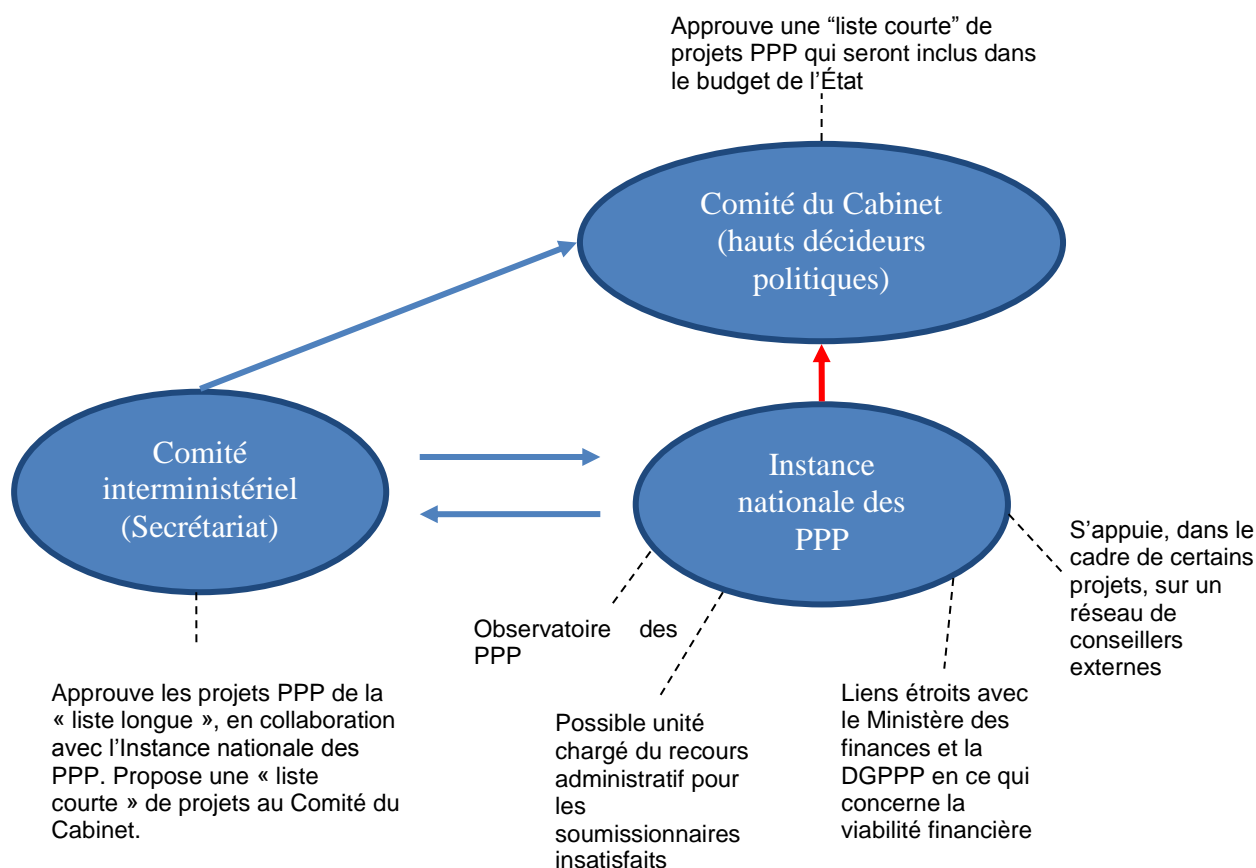 Approuve une “liste courte” de
projets PPP qui seront inclus dans
le budget de l’État
Comité du Cabinet
(hauts décideurs
politiques)
Comité
interministériel
(Secrétariat)
Instance
nationale des
PPP
S’appuie, dans le
cadre de certains
projets, sur un
réseau de
conseillers
externes
Observatoire des
PPP
Approuve les projets PPP de la
« liste longue », en collaboration
avec l’Instance nationale des
PPP. Propose une « liste
courte » de projets au Comité du
Cabinet.
Possible unité
chargé du recours
administratif pour
les
soumissionnaires
insatisfaits
Liens étroits avec
le Ministère des
finances et la
DGPPP en ce qui
concerne la
viabilité financière